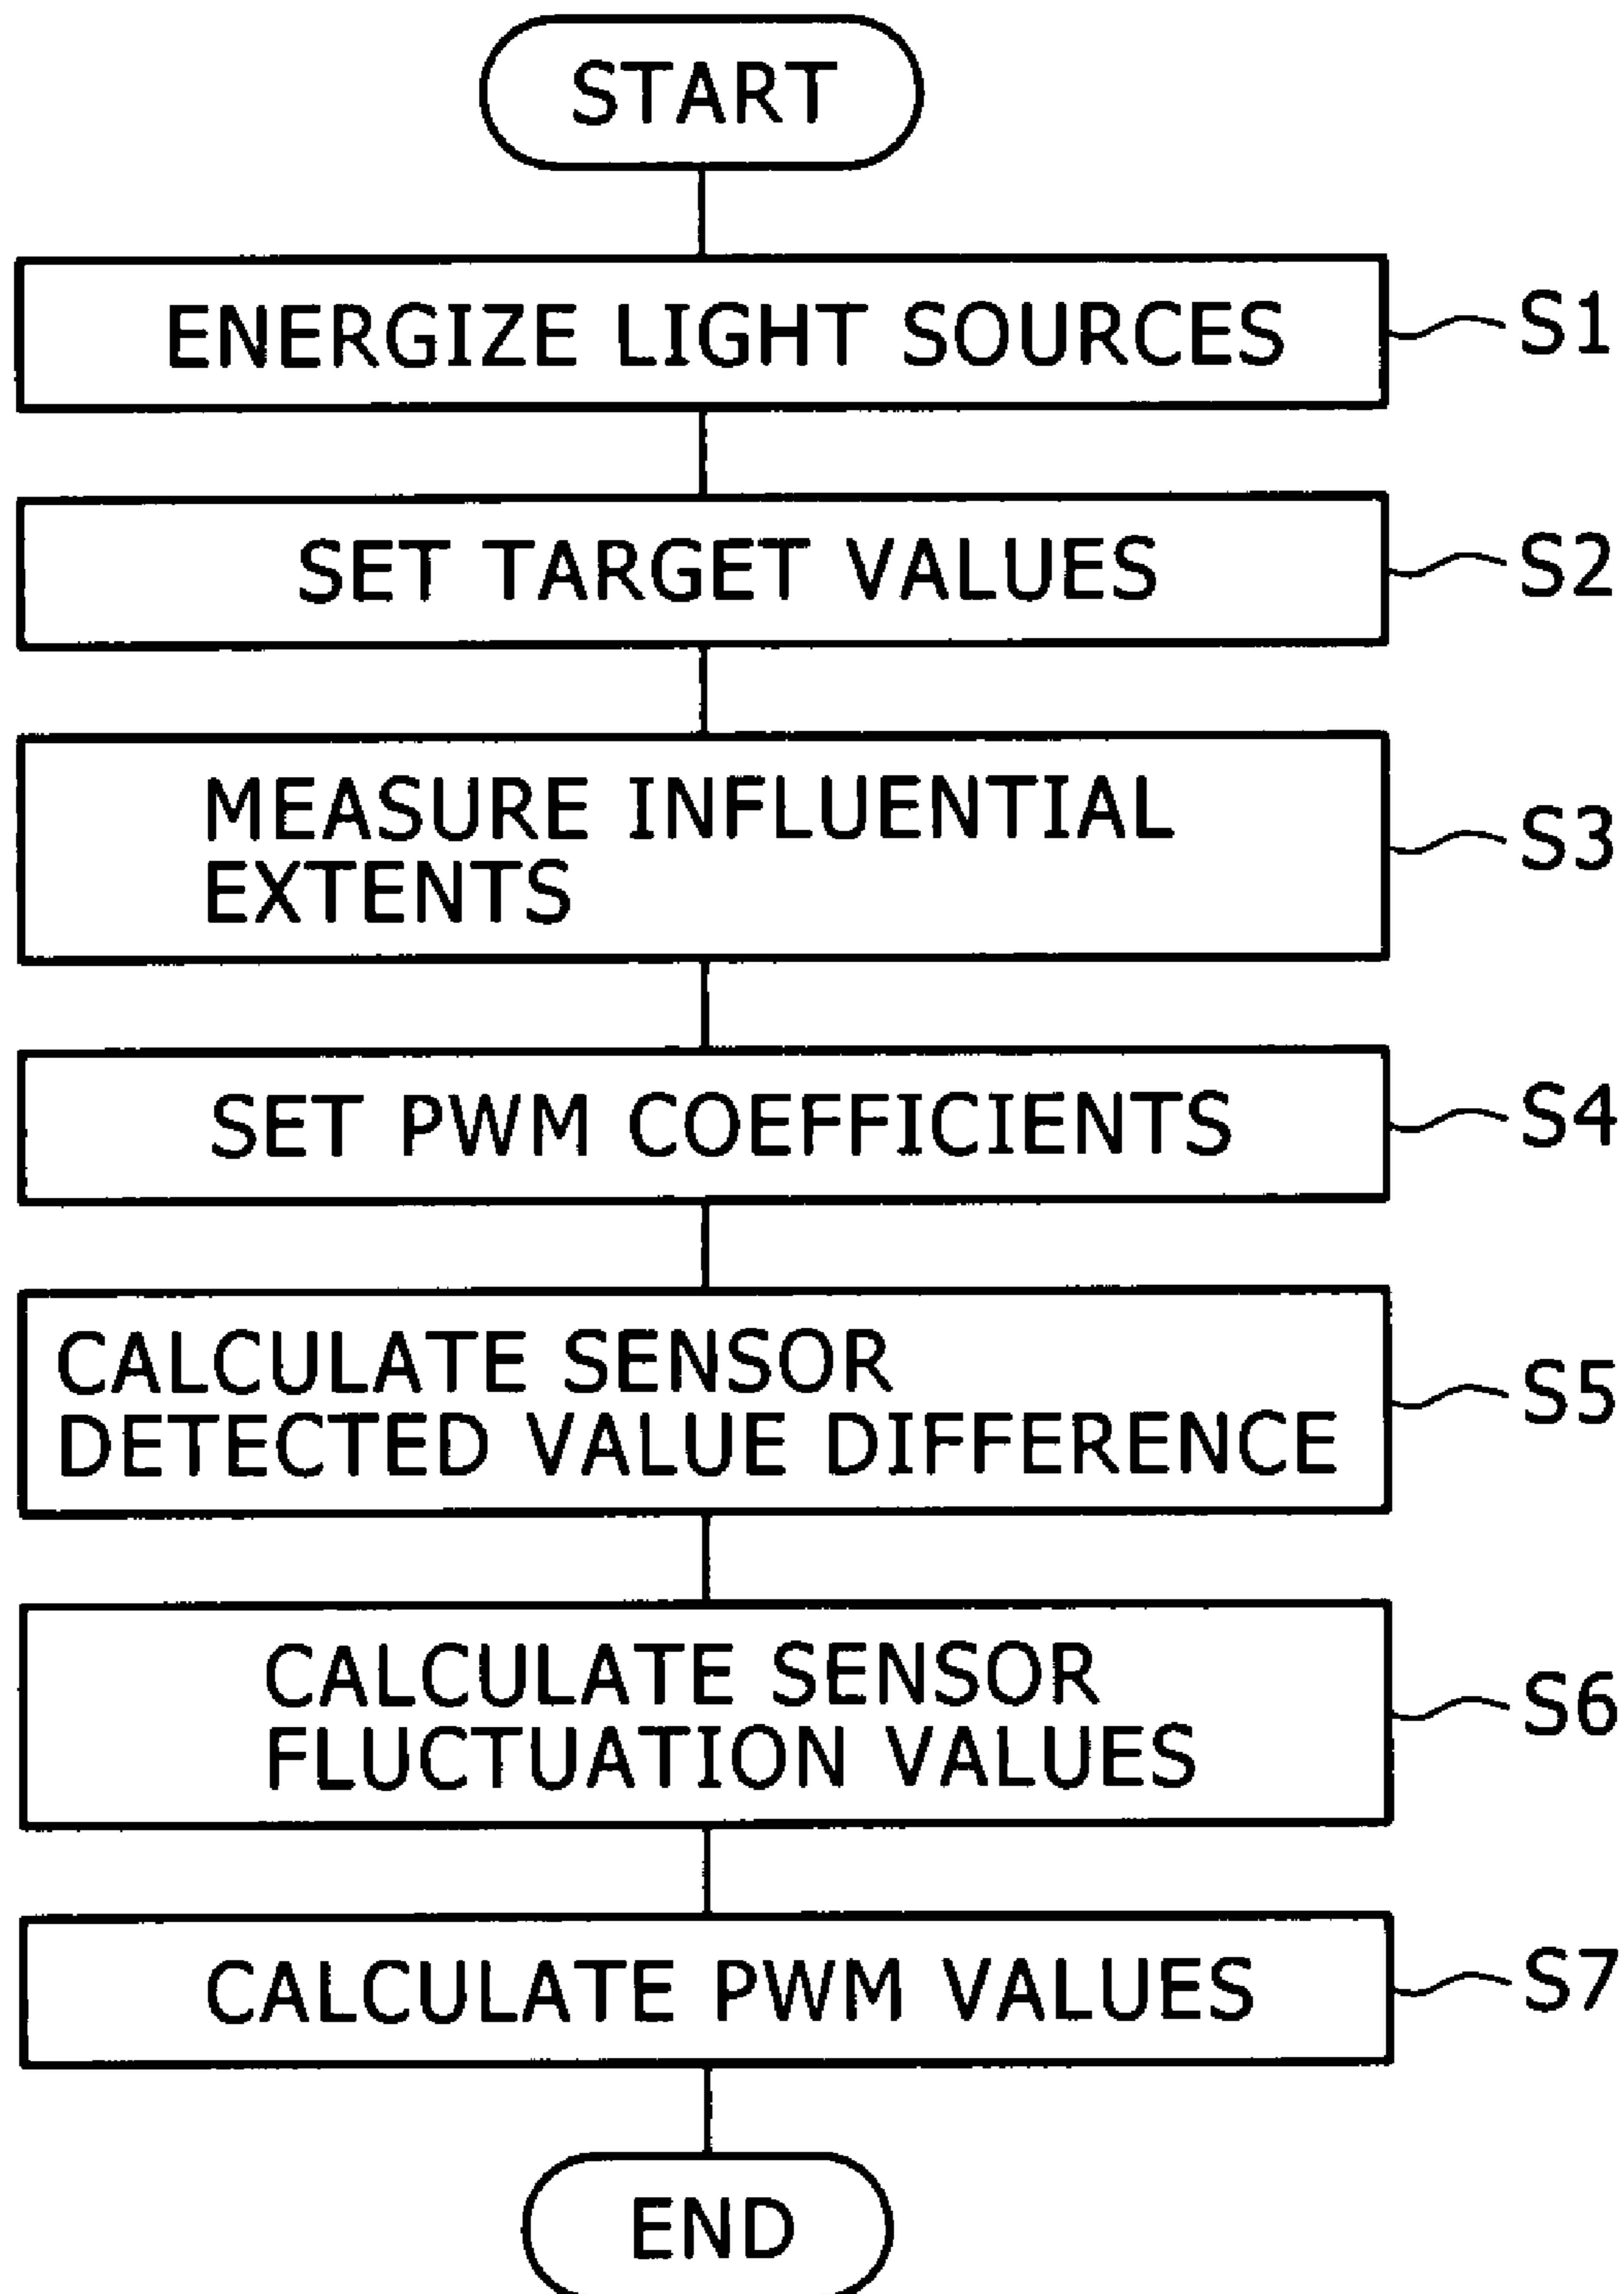 START
ENERGIZE LIGHT SOURCES
S1
SET TARGET VALUES
S2
MEASURE INFLUENTIAL
EXTENTS
S3
SET PWM COEFFICIENTS
S4
CALCULATE SENSOR
DETECTED VALUE DIFFERENCE
S5
CALCULATE SENSOR
FLUCTUATION VALUES
S6
CALCULATE PWM VALUES
S7
END